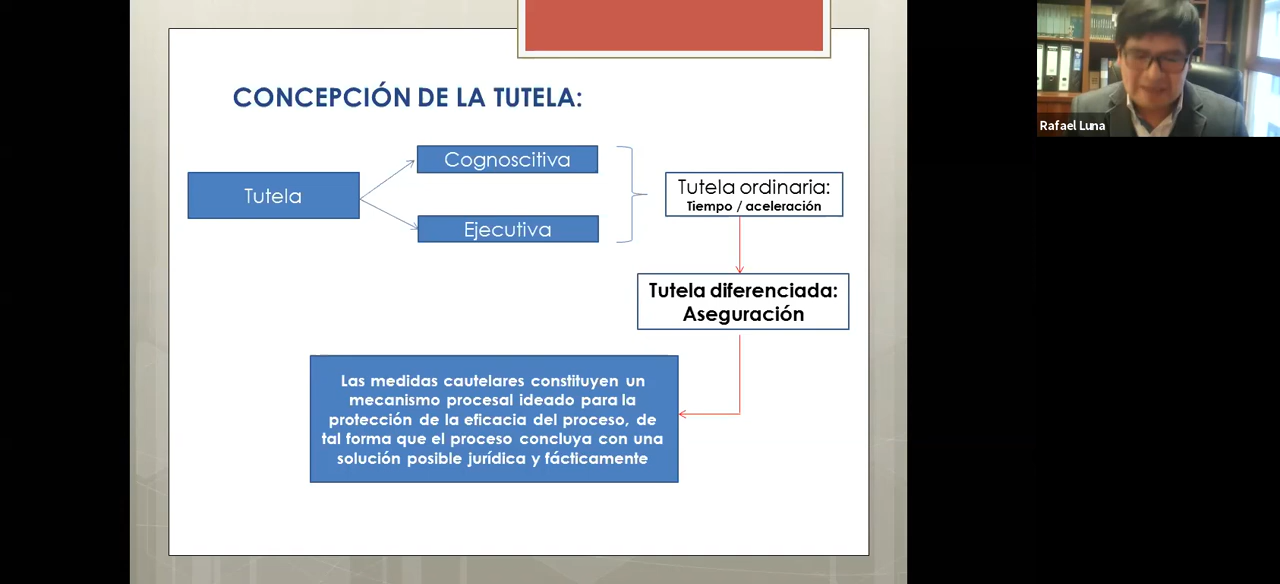 CONCEPCIÓN DE LA TUTELA:
Tutela
Cognoscitiva
Ejecutiva
Tutela ordinaria:
Tiempo / aceleración
Tutela diferenciada:
Aseguración
Las medidas cautelares constituyen un
mecanismo procesal ideado para la
protección de la eficacia del proceso, de
tal forma que el proceso concluya con una
solución posible jurídica y fácticamente
Rafael Luna